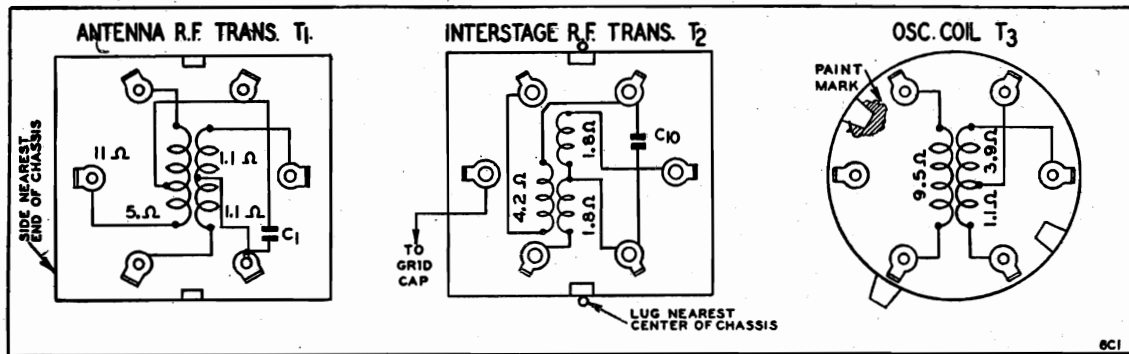 ANTENNA R.F. TRANS. T1.
SIDE NEAREST
END OF CHASSIS
11 Ω
5. Ω
1.1 Ω
1.1 Ω
C1
INTERSTAGE R.F. TRANS. T2
4.2 Ω
1.8 Ω
1.8 Ω
C10
TO
GRID
CAP
LUG NEAREST
CENTER OF CHASSIS
OSC. COIL T3
PAINT
MARK
9.5 Ω
3.9 Ω
1.1 Ω
6C1